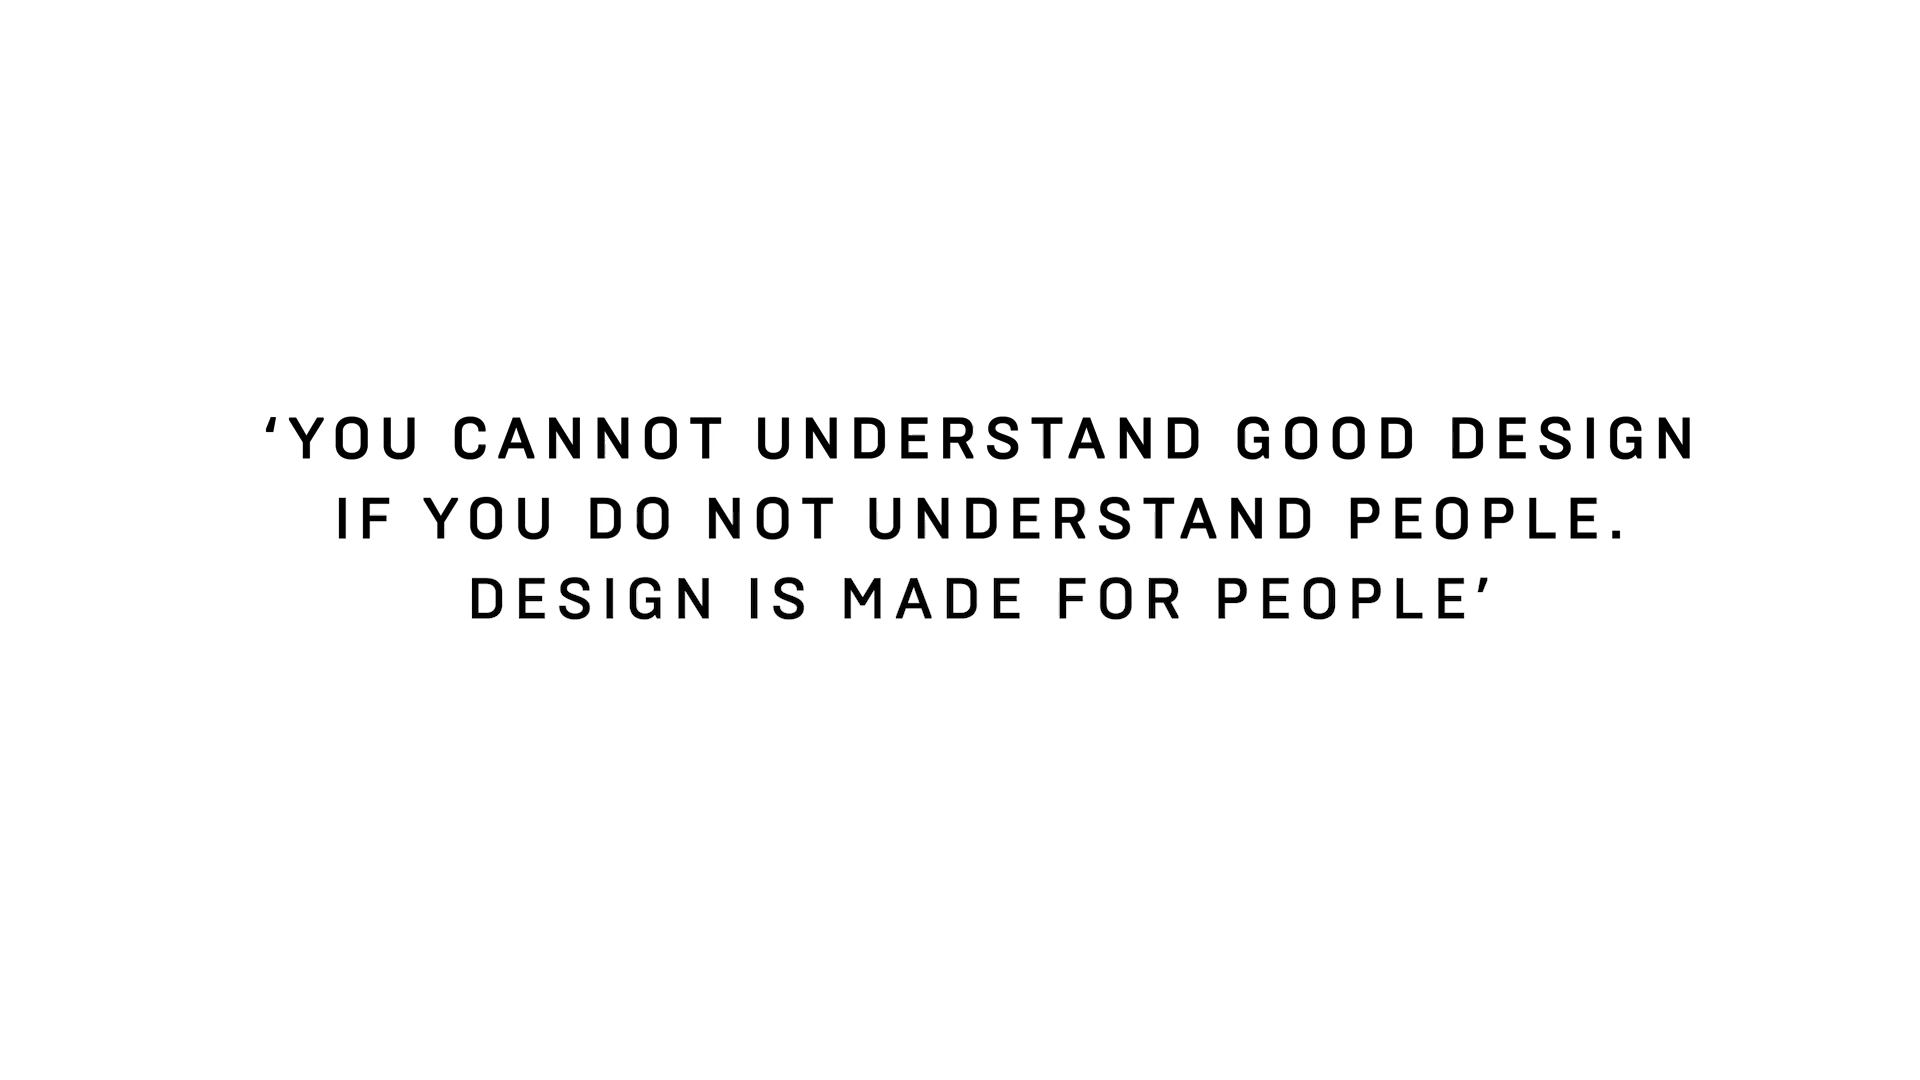 ‘YOU CANNOT UNDERSTAND GOOD DESIGN
IF YOU DO NOT UNDERSTAND PEOPLE.
DESIGN IS MADE FOR PEOPLE’